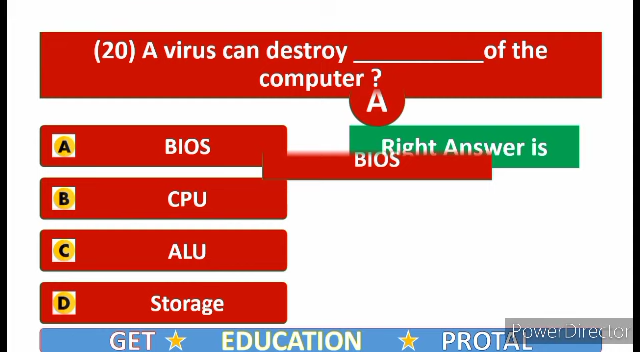 (20) A virus can destroy ___________of the
computer ?
A
A BIOS
Right Answer is
BIOS
B CPU
C ALU
D Storage
GET EDUCATION PROTAL
PowerDirector